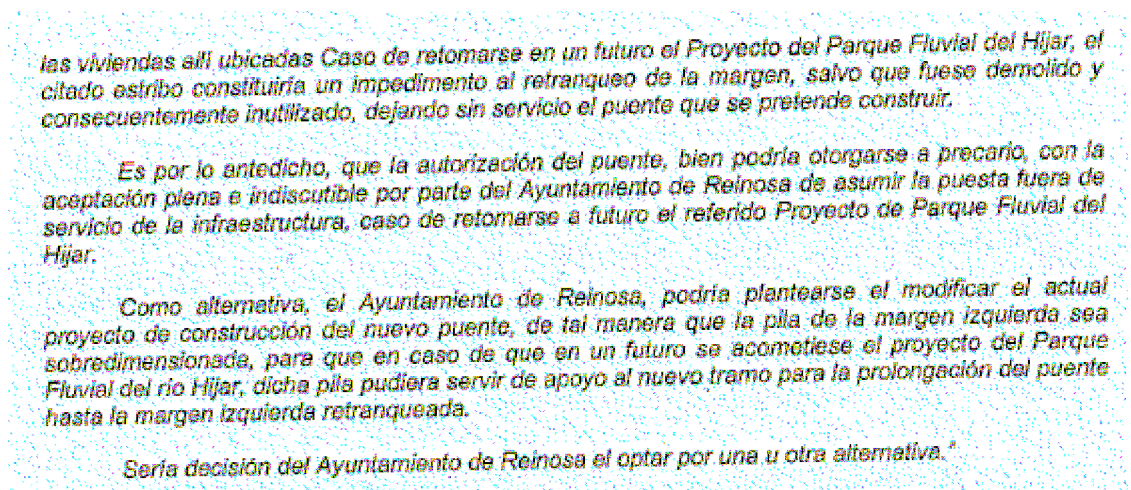 las viviendas allí ubicadas Caso de retomarse en un futuro el Proyecto del Parque Fluvial del Hijar, el
citado estribo constituiría un impedimento al retranqueo de la margen, salvo que fuese demolido y
consecuentemente inutilizado, dejando sin servicio el puente que se pretende construir.
Es por lo antedicho, que la autorización del puente, bien podría otorgarse a precario, con la
aceptación plena e indiscutible por parte del Ayuntamiento de Reinosa de asumir la puesta fuera de
servicio de la infraestructura, caso de retomarse a futuro el referido Proyecto de Parque Fluvial del
Hijar.
Como alternativa, el Ayuntamiento de Reinosa, podría plantearse el modificar el actual
proyecto de construcción del nuevo puente, de tal manera que la pila de la margen izquierda sea
sobredimensionada, para que en caso de que en un futuro se acometiese el proyecto del Parque
Fluvial del río Hijar, dicha pila pudiera servir de apoyo al nuevo tramo para la prolongación del puente
hasta la margen izquierda retranqueada.
Sería decisión del Ayuntamiento de Reinosa el optar por una u otra alternativa."